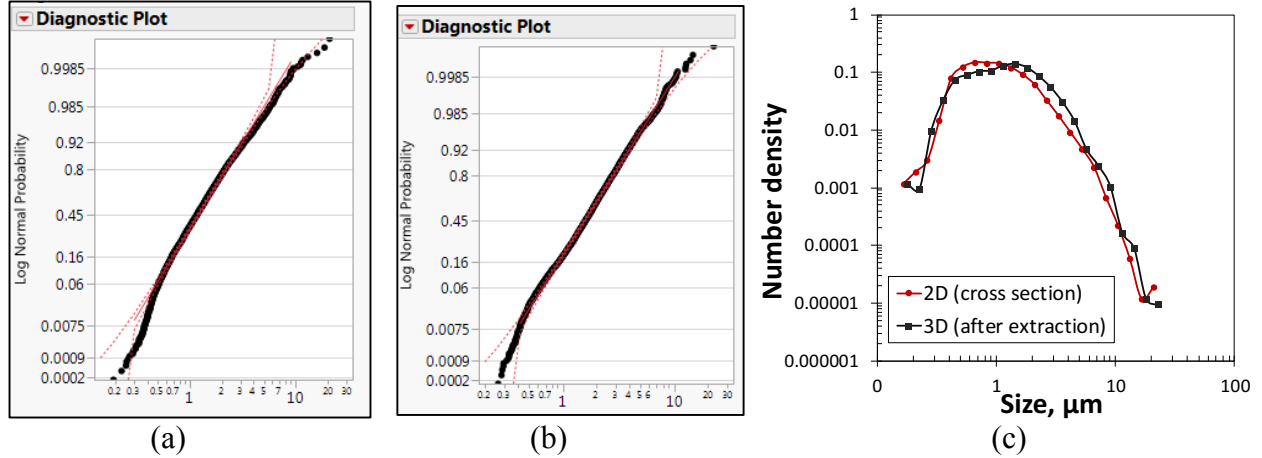 Diagnostic Plot
Log Normal Probability
0.9985
0.985
0.92
0.8
0.45
0.16
0.06
0.0075
0.0009
0.0002
0.2 0.3 0.5 0.7 1 2 3 4 5 7 10 20 30
(a)
Diagnostic Plot
Log Normal Probability
0.9985
0.985
0.92
0.8
0.45
0.16
0.06
0.0075
0.0009
0.0002
0.2 0.3 0.5 0.7 1 2 3 4 5 6 10 20 30
(b)
Number density
1
0.1
0.01
0.001
0.0001
0.00001
0.000001
2D (cross section)
3D (after extraction)
0 1 10 100
Size, µm
(c)